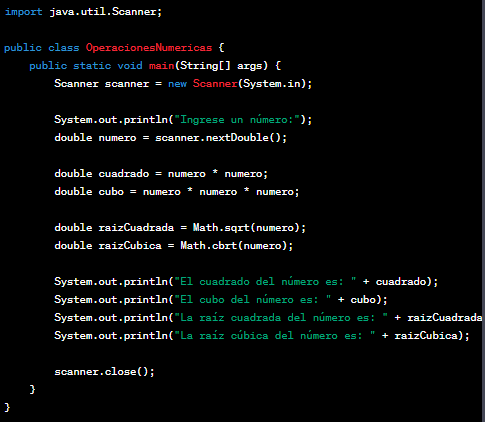 import java.util.Scanner;
public class OperacionesNumericas {
public static void main(String[] args) {
Scanner scanner = new Scanner(System.in);
System.out.println("Ingrese un número:");
double numero = scanner.nextDouble();
double cuadrado = numero * numero;
double cubo = numero * numero * numero;
double raizCuadrada = Math.sqrt(numero);
double raizCubica = Math.cbrt(numero);
System.out.println("El cuadrado del número es: " + cuadrado);
System.out.println("El cubo del número es: " + cubo);
System.out.println("La raíz cuadrada del número es: " + raizCuadrada
System.out.println("La raíz cúbica del número es: " + raizCubica);
scanner.close();
}
}